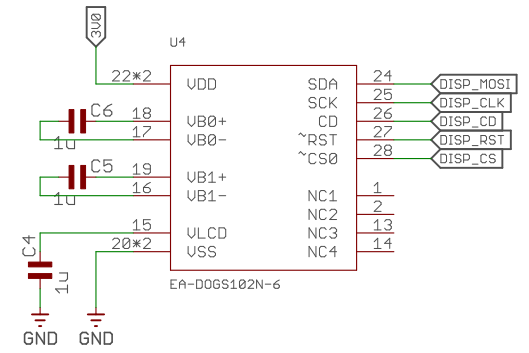 3V0
U4
22*2 VDD SDA 24 DISP_MOSI
SCK 25 DISP_CLK
C6 18 VB0+ CD 26 DISP_CD
1u 17 VB0- ~RST 27 DISP_RST
~CS0 28 DISP_CS
C5 19 VB1+
1u 16 VB1- NC1 1
NC2 2
15 VLCD NC3 13
C4 20*2 VSS NC4 14
1u
EA-DOGS102N-6
GND GND